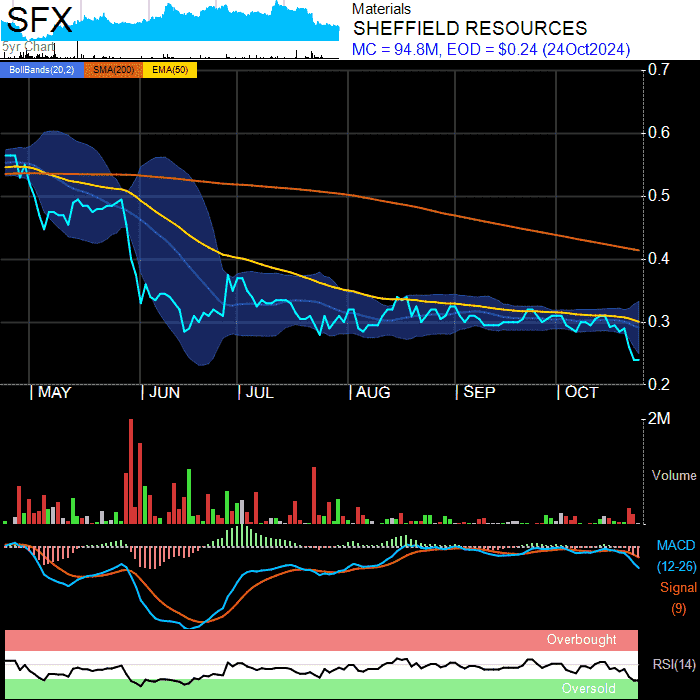 SFX
5yr Chart
Materials
SHEFFIELD RESOURCES
MC = 94.8M, EOD = $0.24 (24Oct2024)
BollBands(20,2) SMA(200) EMA(50)
0.7
0.6
0.5
0.4
0.3
0.2
MAY JUN JUL AUG SEP OCT
2M
Volume
MACD
(12-26)
Signal
(9)
Overbought
RSI(14)
Oversold